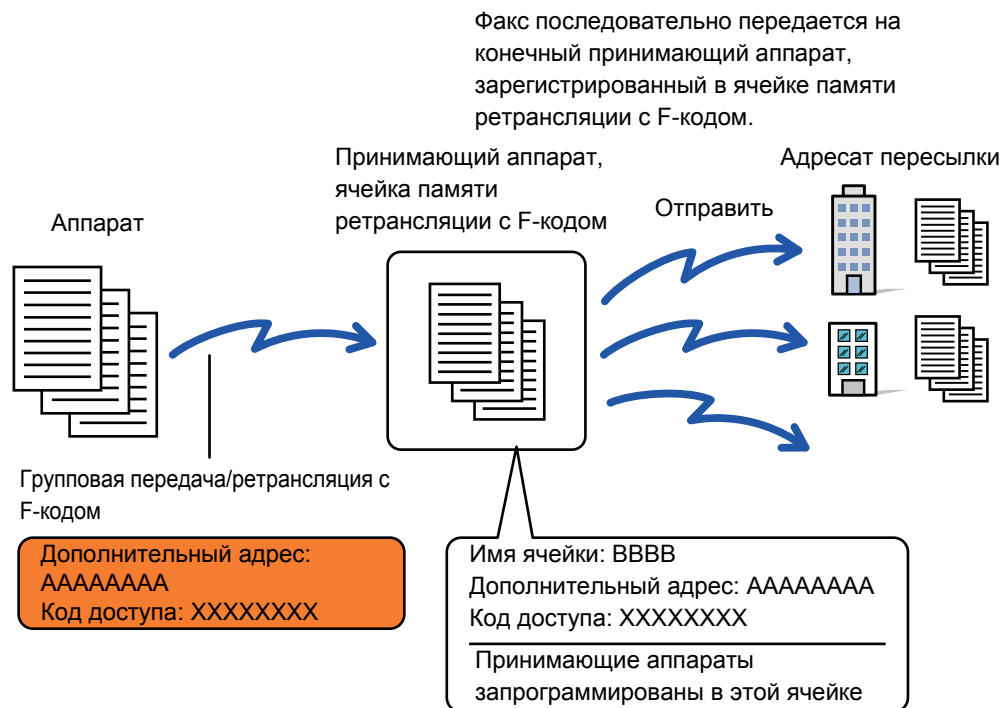 Факс последовательно передается на
конечный принимающий аппарат,
зарегистрированный в ячейке памяти
ретрансляции с F-кодом.
Принимающий аппарат,
ячейка памяти
ретрансляции с F-кодом
Адресат пересылки
Отправить
Аппарат
Групповая передача/ретрансляция с
F-кодом
Дополнительный адрес:
AAAAAAAA
Код доступа: XXXXXXXX
Имя ячейки: BBBB
Дополнительный адрес: AAAAAAAA
Код доступа: XXXXXXXX
Принимающие аппараты
запрограммированы в этой ячейке